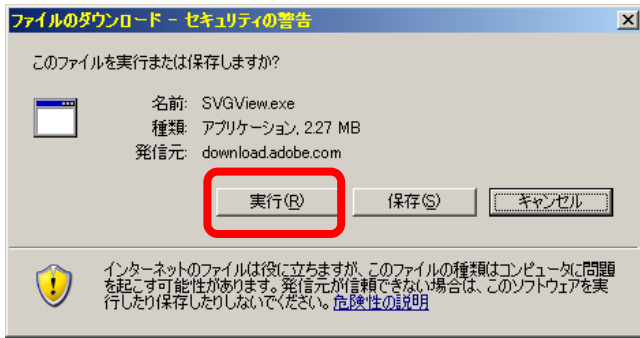 ファイルのダウンロード - セキュリティの警告
このファイルを実行または保存しますか?
名前: SVGView.exe
種類: アプリケーション, 2.27 MB
発信元: download.adobe.com
実行(R) 保存(S) キャンセル
インターネットのファイルは役に立ちますが、このファイルの種類はコンピュータに問題
を起こす可能性があります。発信元が信頼できない場合は、このソフトウェアを実
行したり保存したりしないでください。危険性の説明